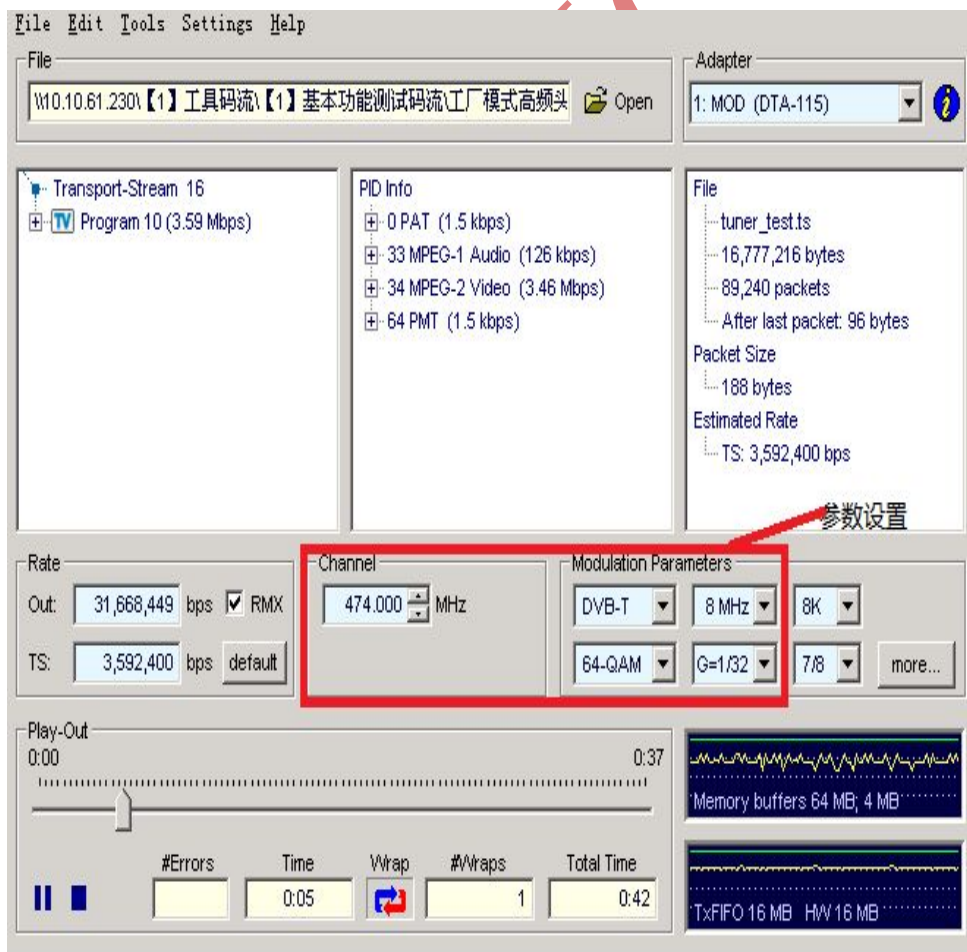 File Edit Tools Settings Help
File
\\10.10.61.230\【1】工具码流\【1】基本功能测试码流\工厂模式高频头
Open
Adapter
1: MOD (DTA-115)
Transport-Stream 16
TV Program 10 (3.59 Mbps)
PID Info
0 PAT (1.5 kbps)
33 MPEG-1 Audio (126 kbps)
34 MPEG-2 Video (3.46 Mbps)
64 PMT (1.5 kbps)
File
tuner_test.ts
16,777,216 bytes
89,240 packets
After last packet: 96 bytes
Packet Size
188 bytes
Estimated Rate
TS: 3,592,400 bps
参数设置
Rate
Out: 31,668,449 bps RMX
TS: 3,592,400 bps default
Channel
474.000 MHz
Modulation Parameters
DVB-T 8 MHz 8K
64-QAM G=1/32 7/8 more...
Play-Out
0:00 0:37
#Errors Time Wrap #Wraps Total Time
0:05 1 0:42
Memory buffers 64 MB; 4 MB
TxFIFO 16 MB HW 16 MB